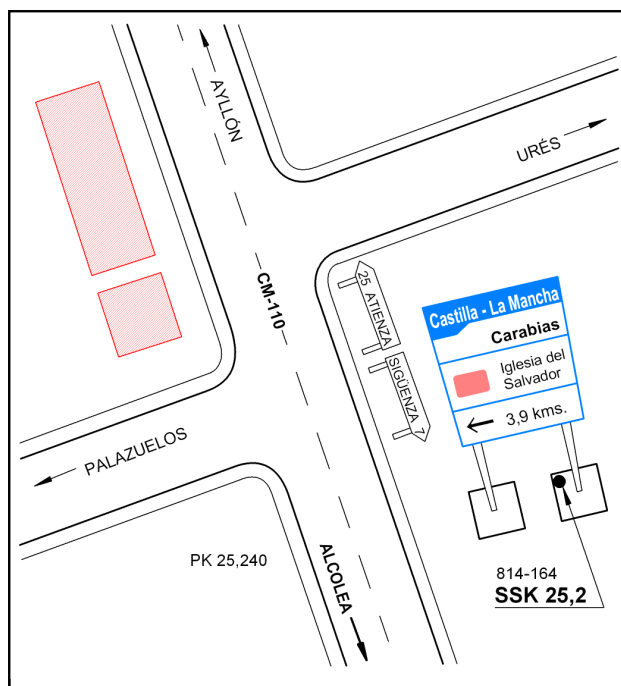 AYLLÓN
URÉS
CM-110
25 ATIENZA
SIGÜENZA 7
Castilla - La Mancha
Carabias
Iglesia del
Salvador
3,9 kms.
PALAZUELOS
PK 25,240
ALCOLEA
814-164
SSK 25,2